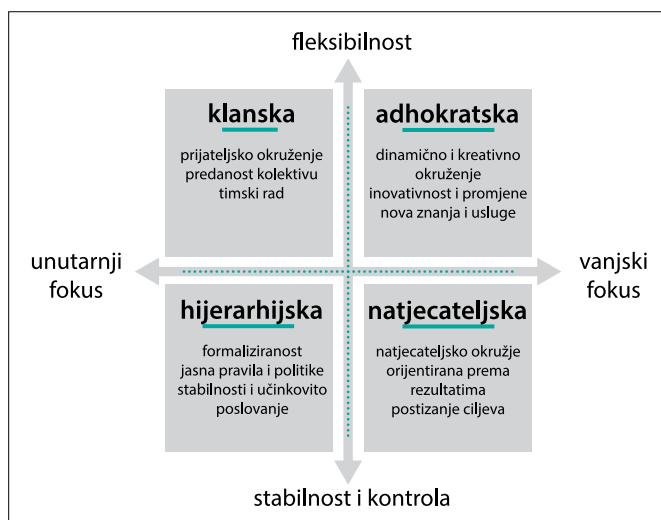 fleksibilnost
klanska
prijateljsko okruženje
predanost kolektivu
timski rad
adhokratska
dinamično i kreativno
okruženje
inovativnost i promjene
nova znanja i usluge
unutarnji
fokus
vanjski
fokus
hijerarhijska
formaliziranost
jasna pravila i politike
stabilnosti i učinkovito
poslovanje
natjecateljska
natjecateljsko okružje
orijentirana prema
rezultatima
postizanje ciljeva
stabilnost i kontrola